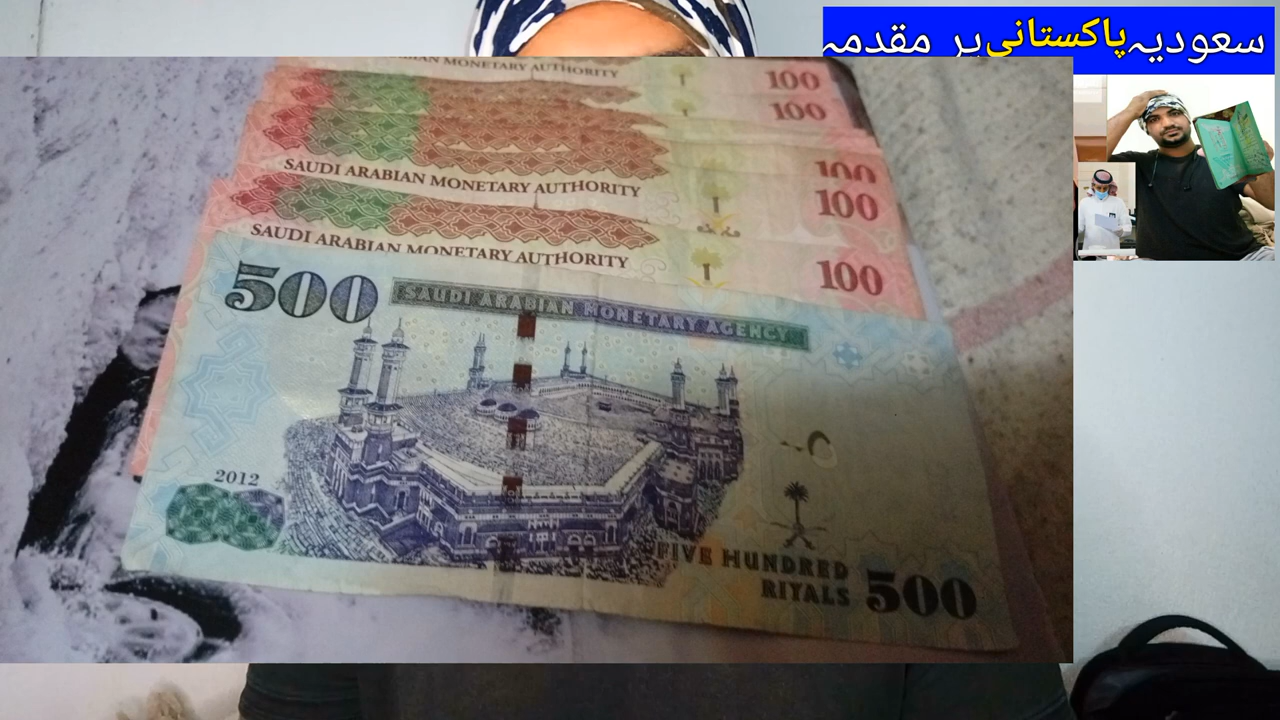 سعودیہ پاکستانی پر مقدمہ
ARABIAN MONETARY AUTHORITY
100
100
100
SAUDI ARABIAN MONETARY AUTHORITY
100
SAUDI ARABIAN MONETARY AUTHORITY
100
500
SAUDI ARABIAN MONETARY AGENCY
2012
FIVE HUNDRED
RIYALS 500